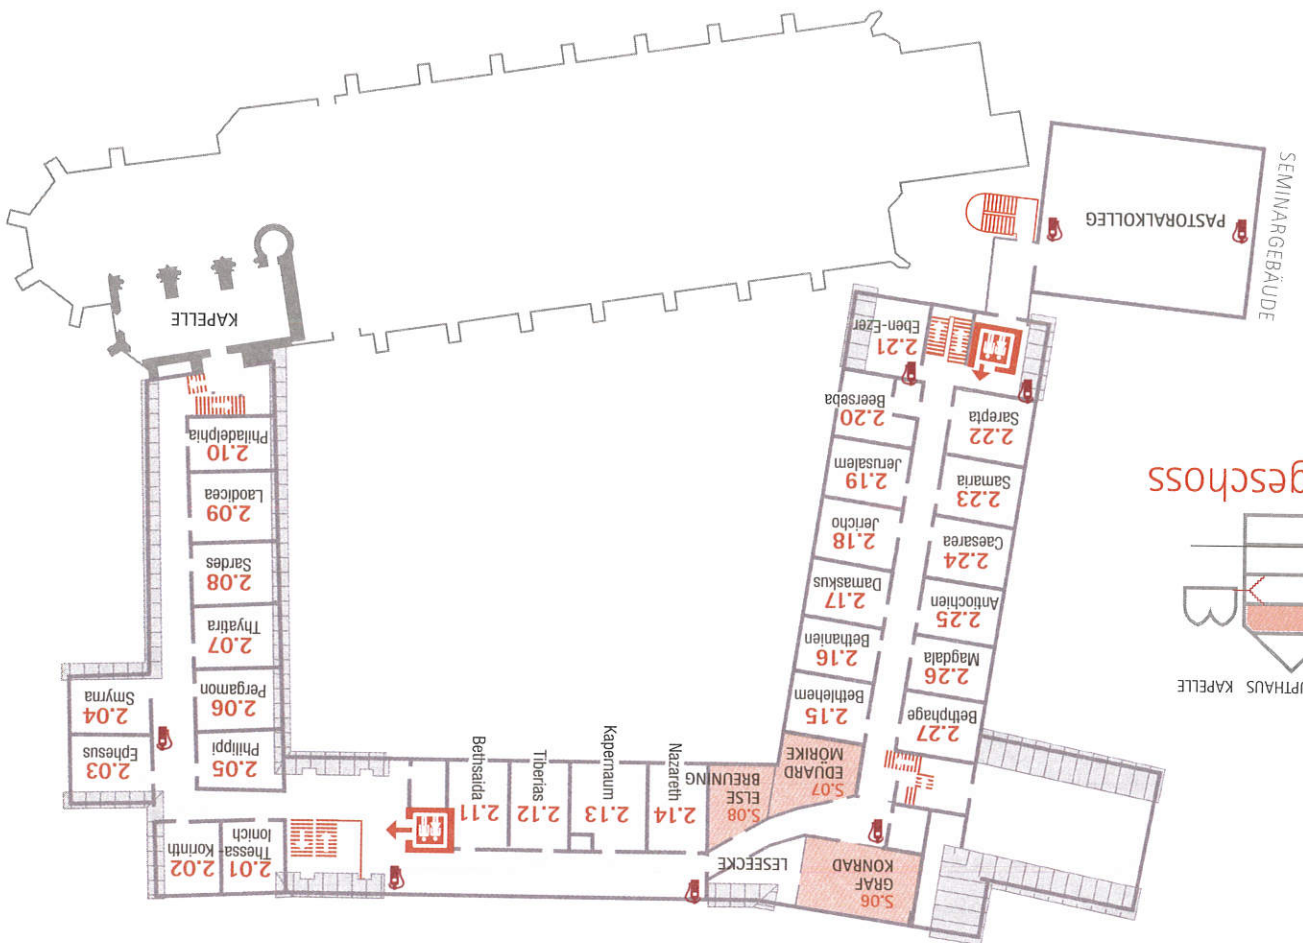 2.01
Thessa-
lonich
2.02
Korinth
2.03
Ephesus
2.04
Smyrna
2.05
Philippi
2.06
Pergamon
2.07
Thyatira
2.08
Sardes
2.09
Laodicea
2.10
Philadelphia
2.11
Bethsaida
2.12
Tiberias
2.13
Kapernaum
2.14
Nazareth
S.08
ELSE
BREUNING
S.07
EDUARD
MÖRIKE
S.06
GRAF
KONRAD
LESEECKE
2.15
Bethlehem
2.16
Bethanien
2.17
Damaskus
2.18
Jericho
2.19
Jerusalem
2.20
Beerseba
2.21
Eben-Ezer
2.22
Sarepta
2.23
Samaria
2.24
Caesarea
2.25
Antiochien
2.26
Magdala
2.27
Bethphage
UPTHAUS KAPELLE
geschoss
SEMINARGEBÄUDE
PASTORALKOLLEG
KAPELLE